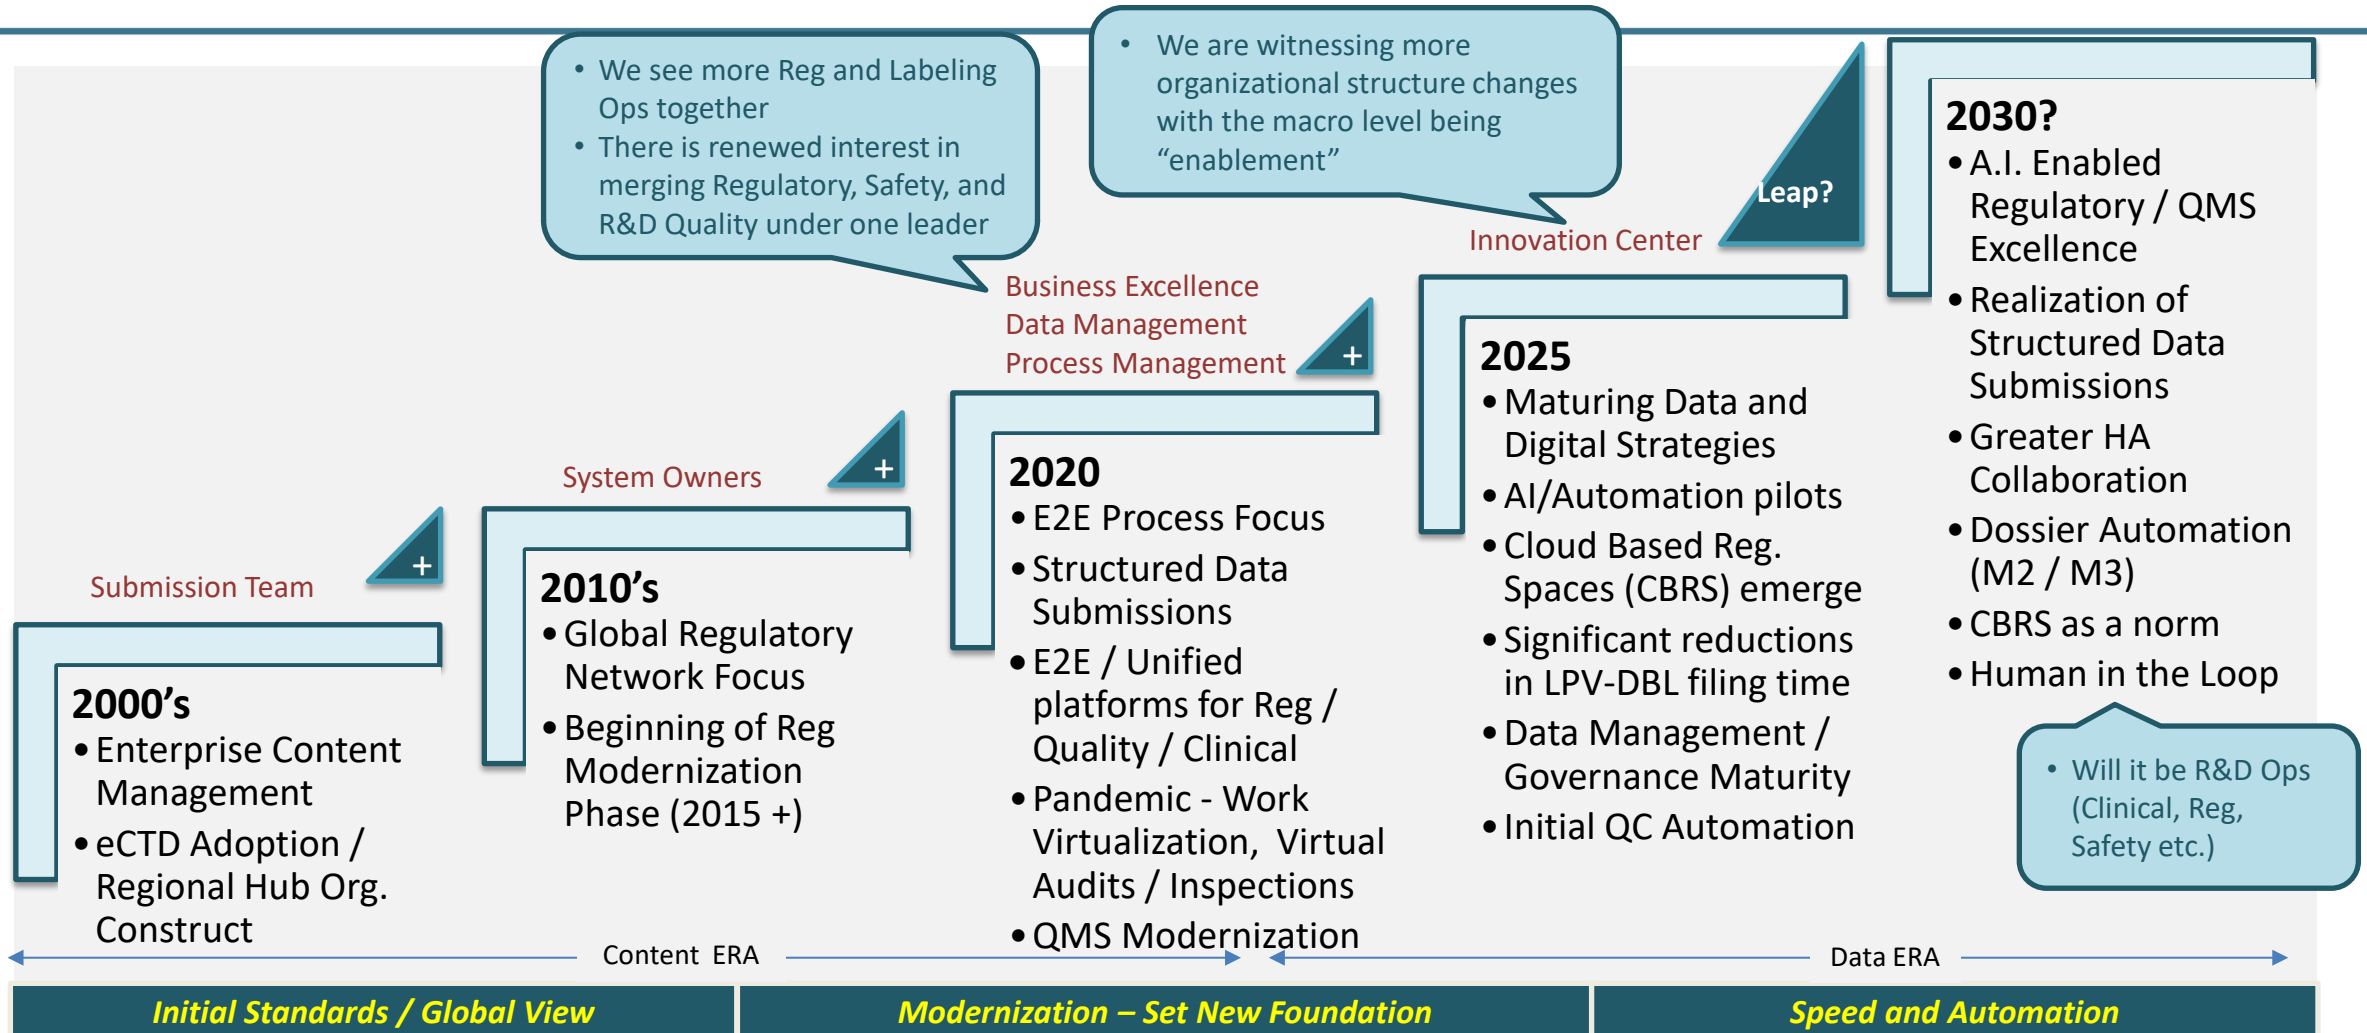 • We see more Reg and Labeling
Ops together
• There is renewed interest in
merging Regulatory, Safety, and
R&D Quality under one leader
• We are witnessing more
organizational structure changes
with the macro level being
“enablement”
Submission Team
+
2000’s
• Enterprise Content
Management
• eCTD Adoption /
Regional Hub Org.
Construct
System Owners
+
2010’s
• Global Regulatory
Network Focus
• Beginning of Reg
Modernization
Phase (2015 +)
Business Excellence
Data Management
Process Management
+
2020
• E2E Process Focus
• Structured Data
Submissions
• E2E / Unified
platforms for Reg /
Quality / Clinical
• Pandemic - Work
Virtualization, Virtual
Audits / Inspections
• QMS Modernization
Innovation Center
Leap?
2025
• Maturing Data and
Digital Strategies
• AI/Automation pilots
• Cloud Based Reg.
Spaces (CBRS) emerge
• Significant reductions
in LPV-DBL filing time
• Data Management /
Governance Maturity
• Initial QC Automation
2030?
• A.I. Enabled
Regulatory / QMS
Excellence
• Realization of
Structured Data
Submissions
• Greater HA
Collaboration
• Dossier Automation
(M2 / M3)
• CBRS as a norm
• Human in the Loop
• Will it be R&D Ops
(Clinical, Reg,
Safety etc.)
Content ERA
Data ERA
Initial Standards / Global View
Modernization – Set New Foundation
Speed and Automation